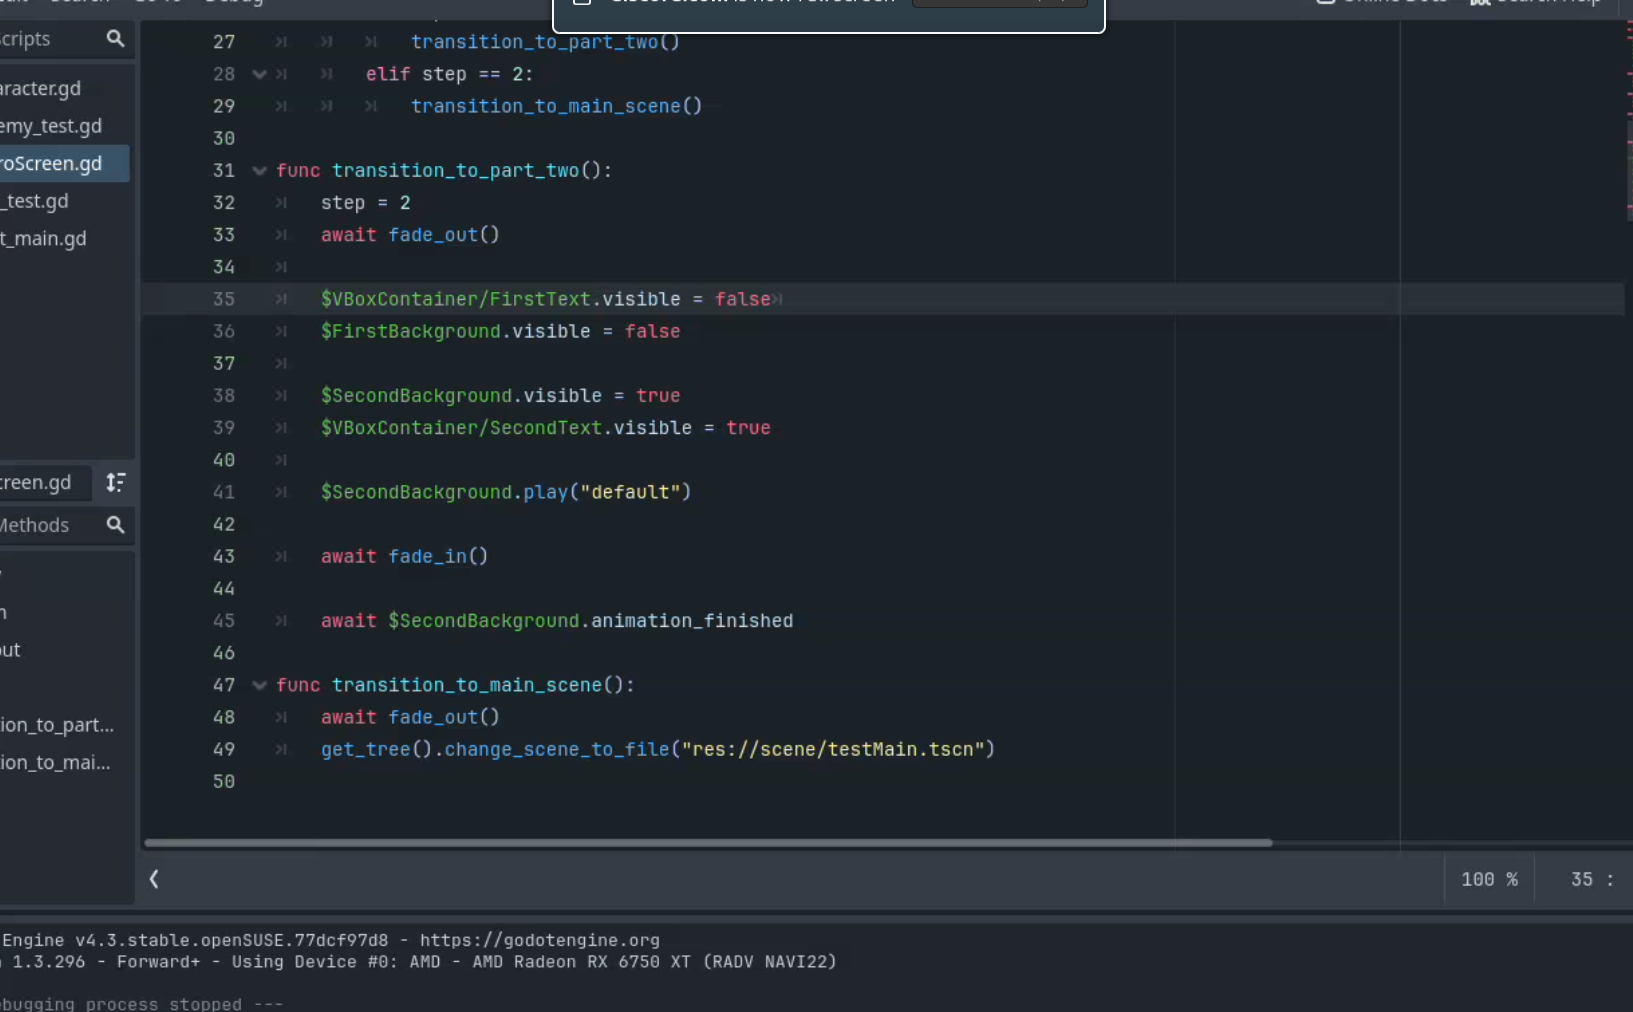 Scripts
aracter.gd
emy_test.gd
roScreen.gd
_test.gd
t_main.gd
creen.gd
Methods
n
out
ion_to_part...
ion_to_mai...
27 transition_to_part_two()
28 elif step == 2:
29 transition_to_main_scene()
30
31 func transition_to_part_two():
32 step = 2
33 await fade_out()
34
35 $VBoxContainer/FirstText.visible = false
36 $FirstBackground.visible = false
37
38 $SecondBackground.visible = true
39 $VBoxContainer/SecondText.visible = true
40
41 $SecondBackground.play("default")
42
43 await fade_in()
44
45 await $SecondBackground.animation_finished
46
47 func transition_to_main_scene():
48 await fade_out()
49 get_tree().change_scene_to_file("res://scene/testMain.tscn")
50
100 % 35 :
Engine v4.3.stable.openSUSE.77dcf97d8 - https://godotengine.org
1.3.296 - Forward+ - Using Device #0: AMD - AMD Radeon RX 6750 XT (RADV NAVI22)
ebugging process stopped ---